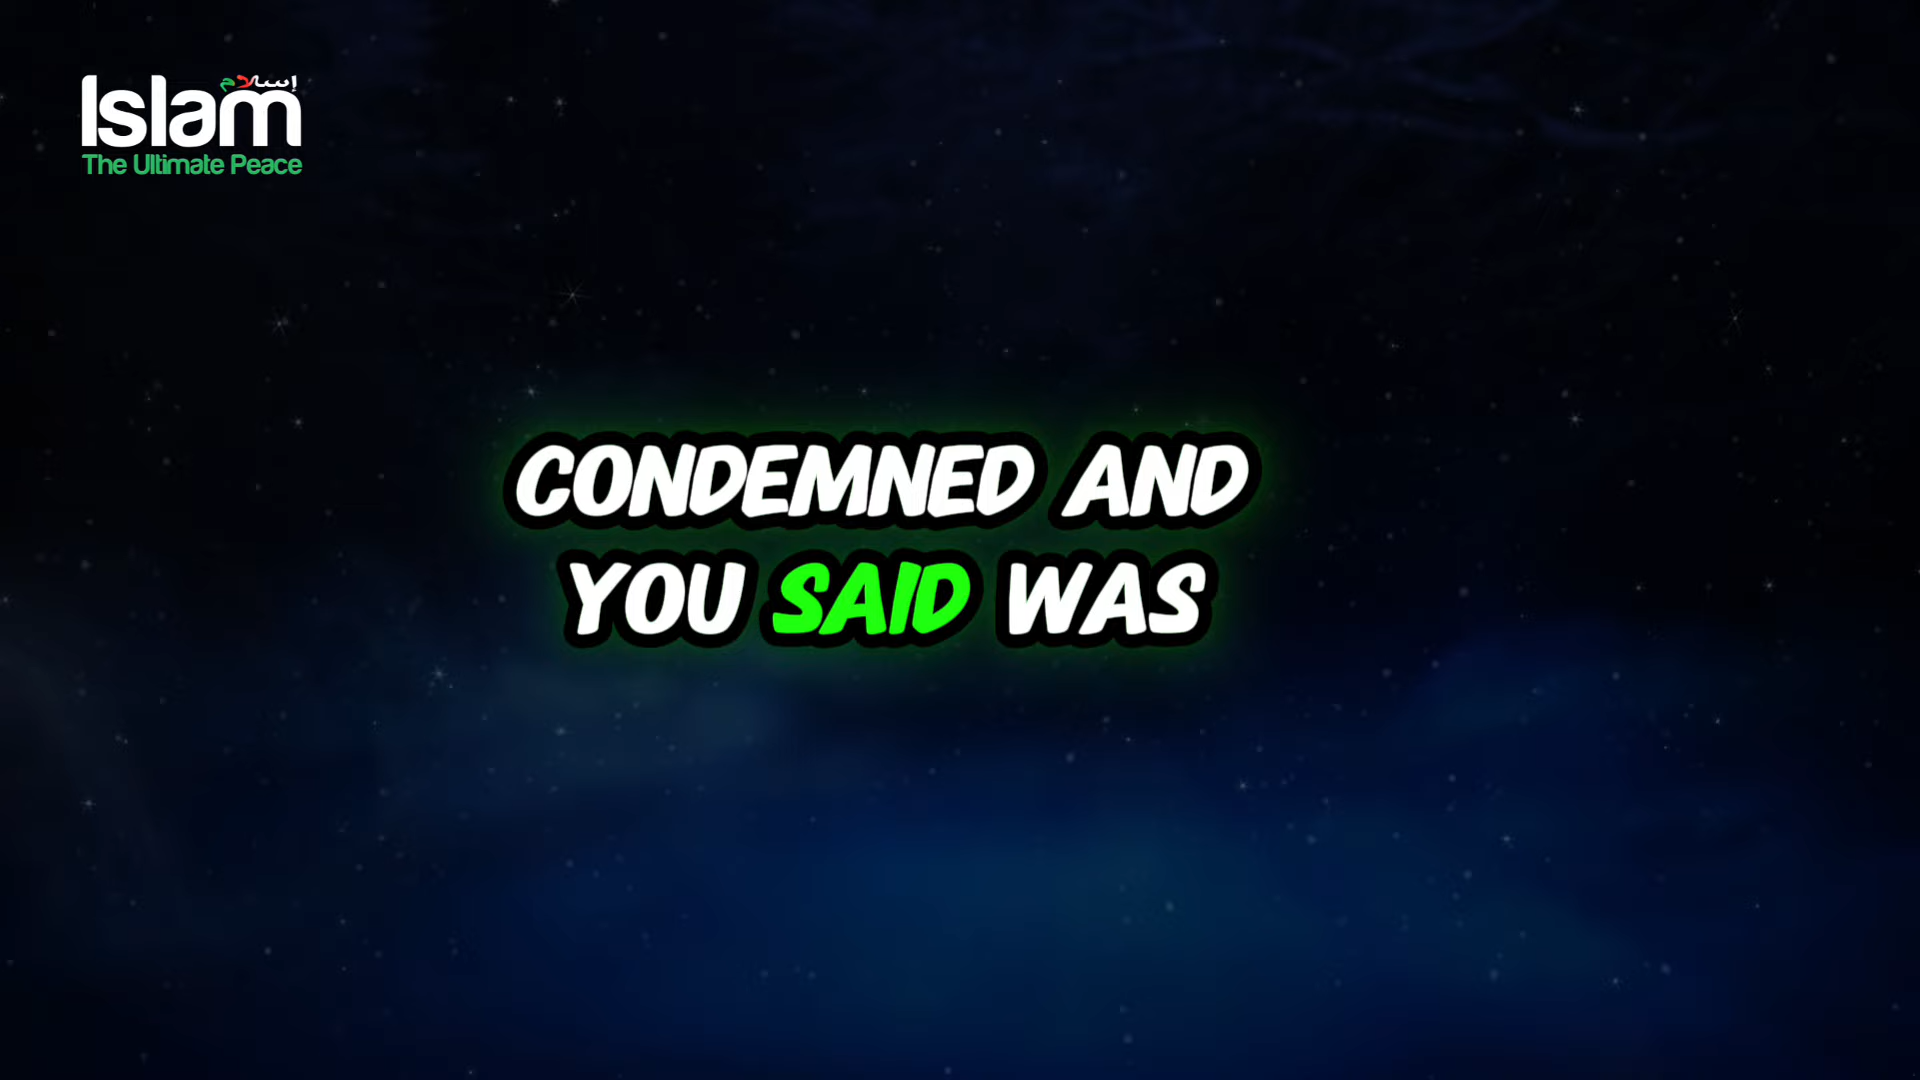 إسلام
Islam
The Ultimate Peace
CONDEMNED AND
YOU SAID WAS